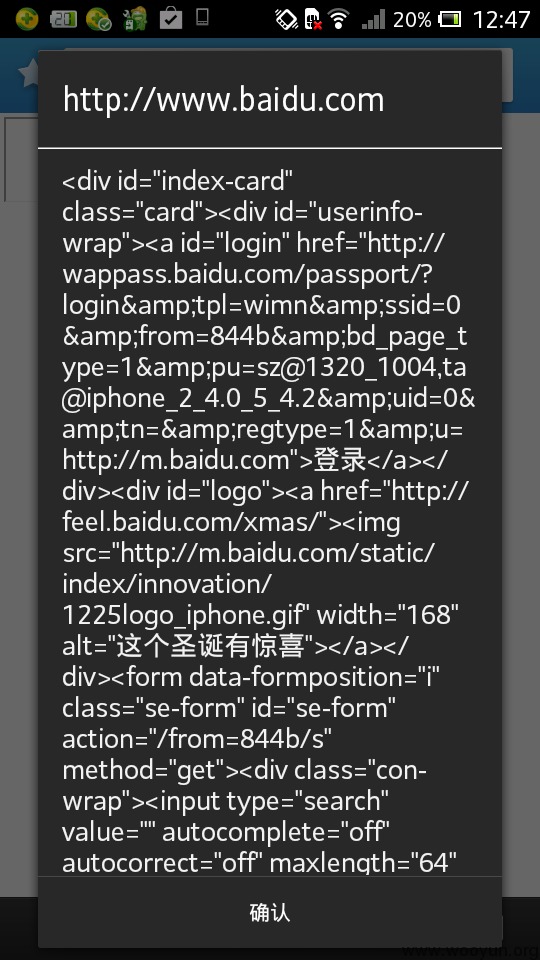 20% 12:47
http://www.baidu.com
<div id="index-card"
class="card"><div id="userinfo-
wrap"><a id="login" href="http://
wappass.baidu.com/passport/?
login&amp;tpl=wimn&amp;ssid=0
&amp;from=844b&amp;bd_page_t
ype=1&amp;pu=sz@1320_1004,ta
@iphone_2_4.0_5_4.2&amp;uid=0&
amp;tn=&amp;regtype=1&amp;u=
http://m.baidu.com">登录</a></
div><div id="logo"><a href="http://
feel.baidu.com/xmas/"><img
src="http://m.baidu.com/static/
index/innovation/
1225logo_iphone.gif" width="168"
alt="这个圣诞有惊喜"></a></
div><form data-formposition="i"
class="se-form" id="se-form"
action="/from=844b/s"
method="get"><div class="con-
wrap"><input type="search"
value="" autocomplete="off"
autocorrect="off" maxlength="64"
确认
www.wooyun.org